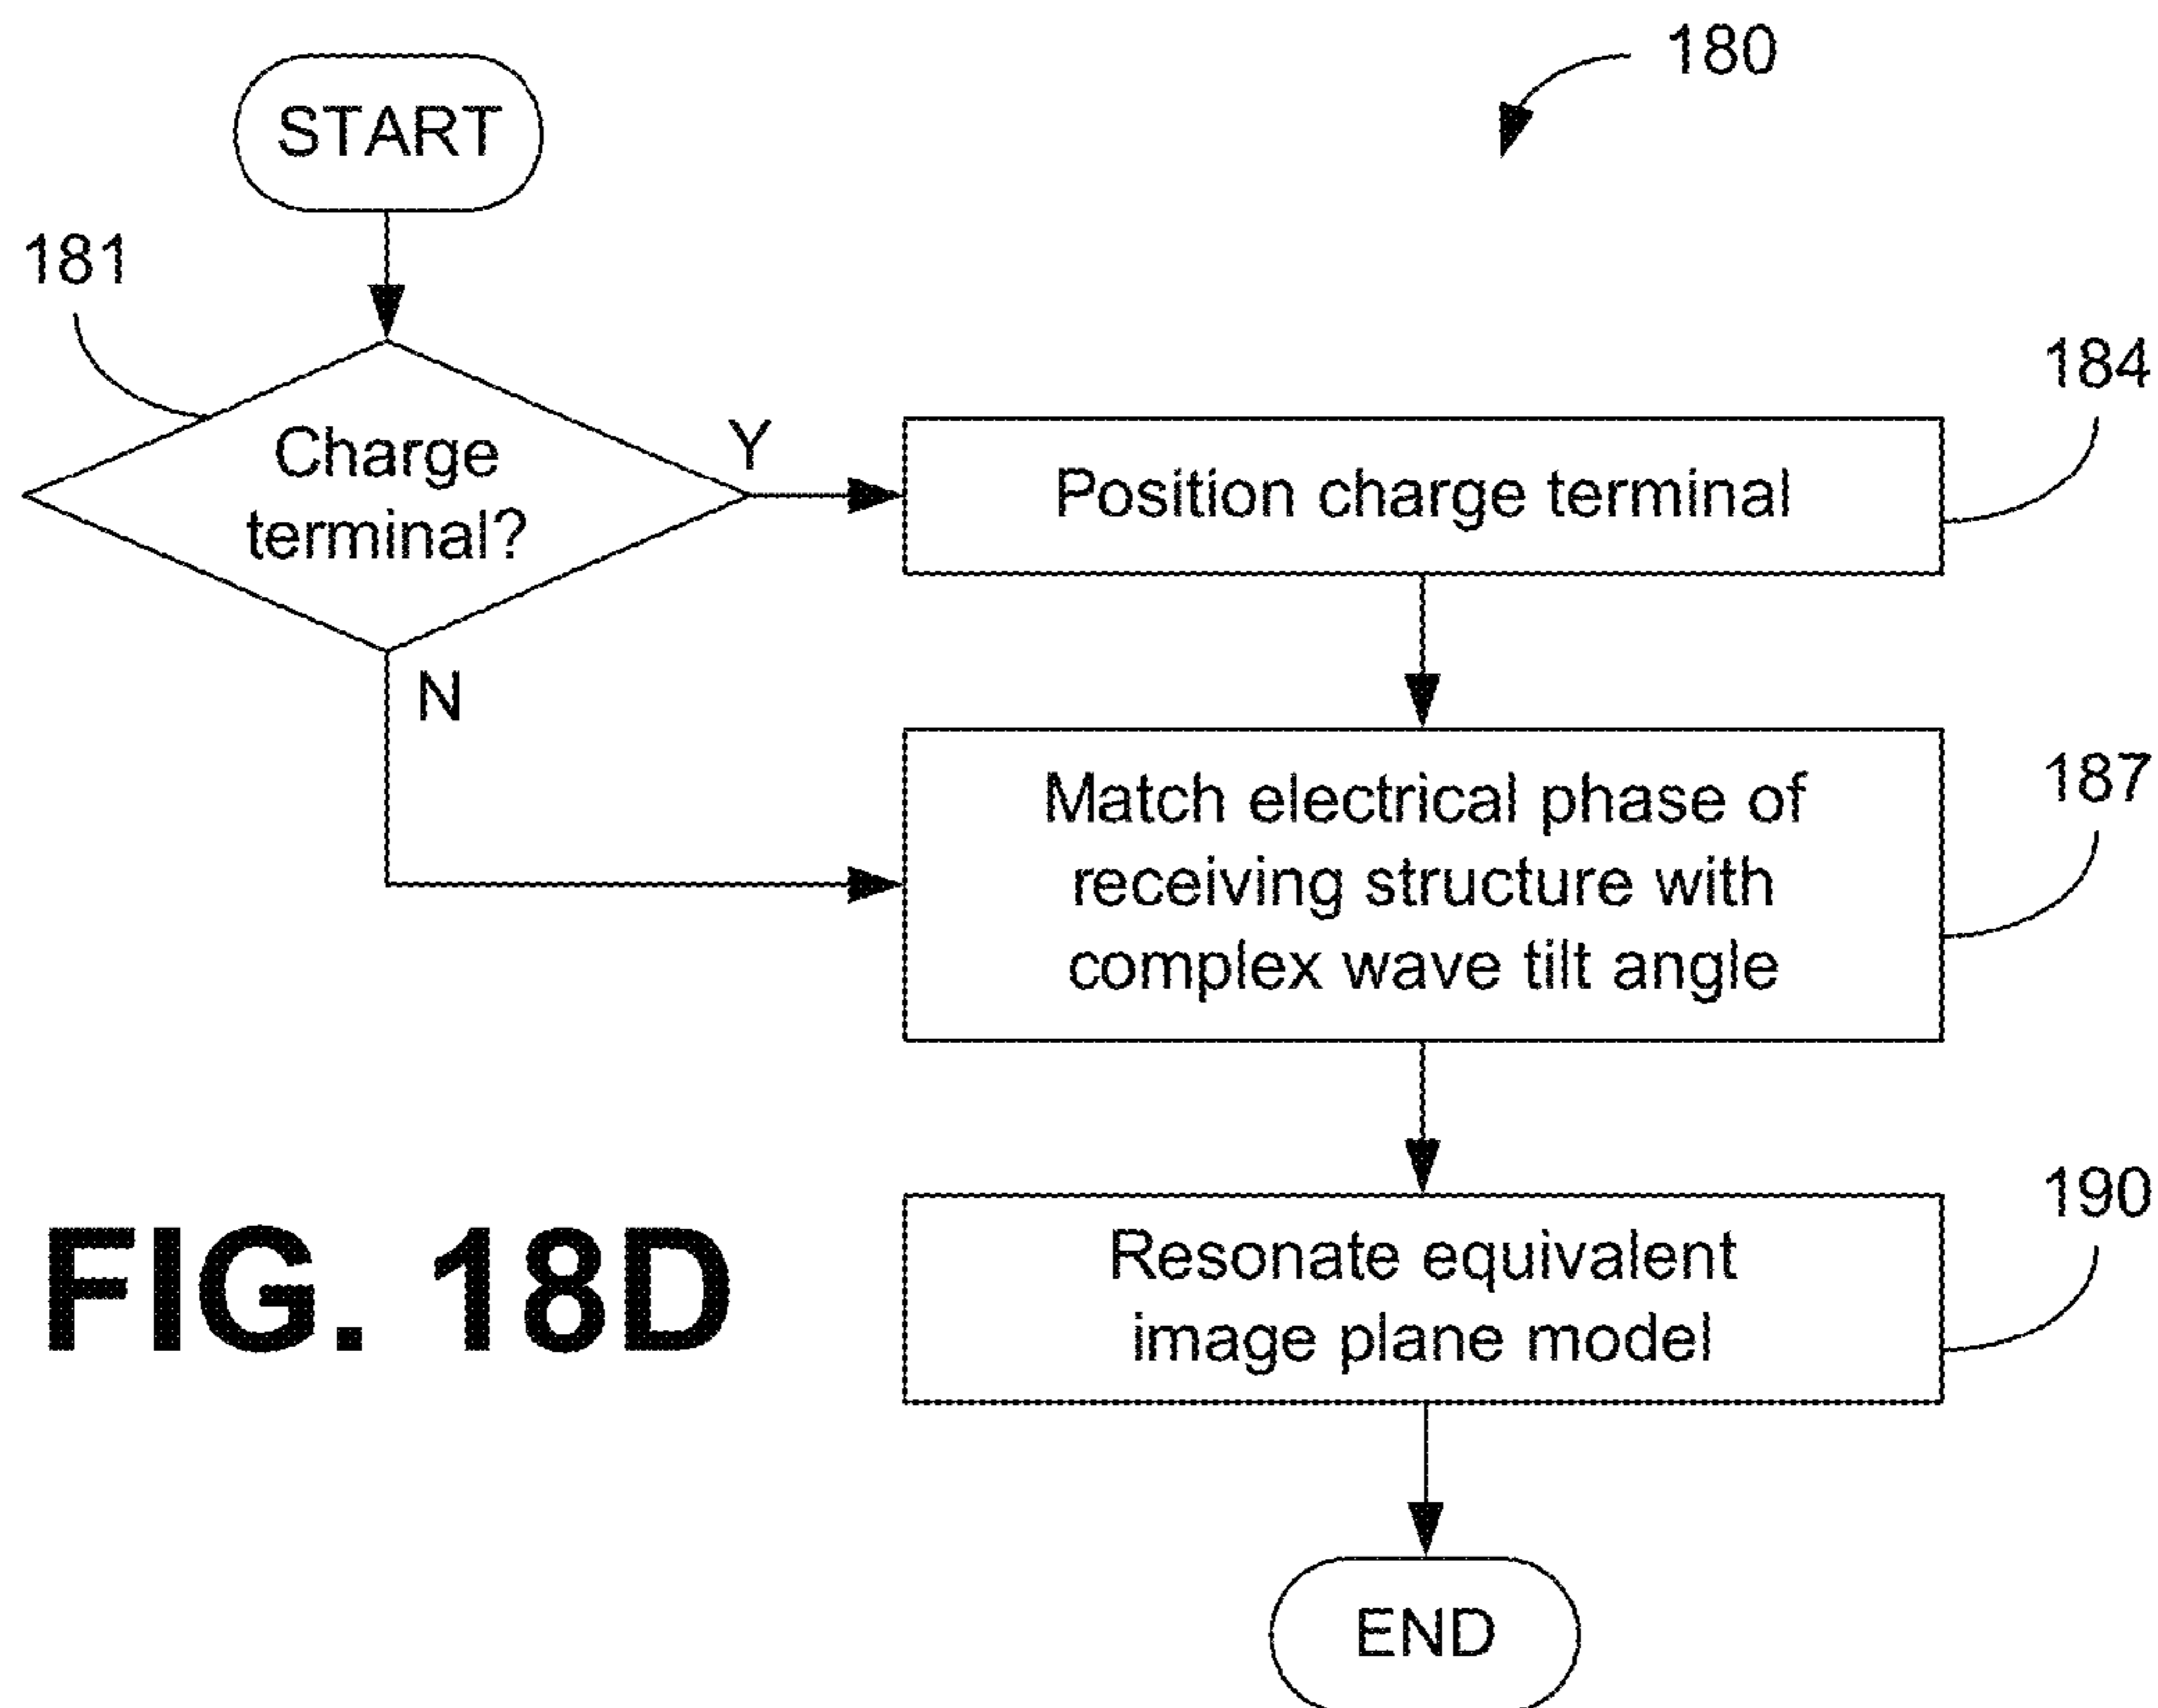 180
START
181
Charge
terminal?
Y
N
184
Position charge terminal
187
Match electrical phase of
receiving structure with
complex wave tilt angle
190
Resonate equivalent
image plane model
END
FIG. 18D